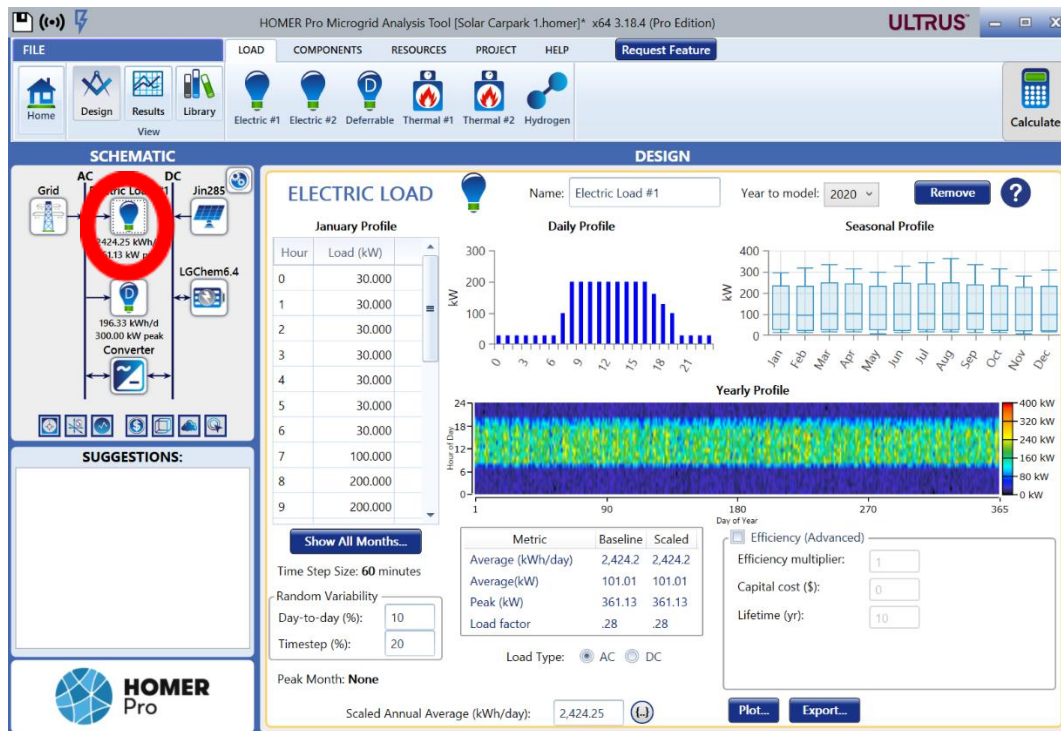 HOMER Pro Microgrid Analysis Tool [Solar Carpark 1.homer]* x64 3.18.4 (Pro Edition)
ULTRUS
FILE
LOAD COMPONENTS RESOURCES PROJECT HELP Request Feature
Home Design Results Library
View
Electric #1 Electric #2 Deferrable Thermal #1 Thermal #2 Hydrogen
D
Calculate
SCHEMATIC
AC DC
Grid Jin285
2424.25 kWh/
LGChem6.4
D
196.33 kWh/d
300.00 kW peak
Converter
SUGGESTIONS:
HOMER
Pro
DESIGN
ELECTRIC LOAD
Name: Electric Load #1
Year to model: 2020
Remove
?
January Profile
Hour Load (kW)
0 30.000
1 30.000
2 30.000
3 30.000
4 30.000
5 30.000
6 30.000
7 100.000
8 200.000
9 200.000
Show All Months...
Time Step Size: 60 minutes
Random Variability
Day-to-day (%): 10
Timestep (%): 20
Peak Month: None
Daily Profile
kW
300
200
100
0
0 3 6 9 12 15 18 21
Seasonal Profile
kW
400
300
200
100
0
Jan Feb Mar Apr May Jun Jul Aug Sep Oct Nov Dec
Yearly Profile
Hour of Day
24
18
12
6
0
1 90 180 270 365
Day of Year
400 kW
320 kW
240 kW
160 kW
80 kW
0 kW
Metric Baseline Scaled
Average (kWh/day) 2,424.2 2,424.2
Average(kW) 101.01 101.01
Peak (kW) 361.13 361.13
Load factor .28 .28
Load Type: AC DC
Scaled Annual Average (kWh/day): 2,424.25 {..}
Efficiency (Advanced)
Efficiency multiplier: 1
Capital cost ($): 0
Lifetime (yr): 10
Plot... Export...